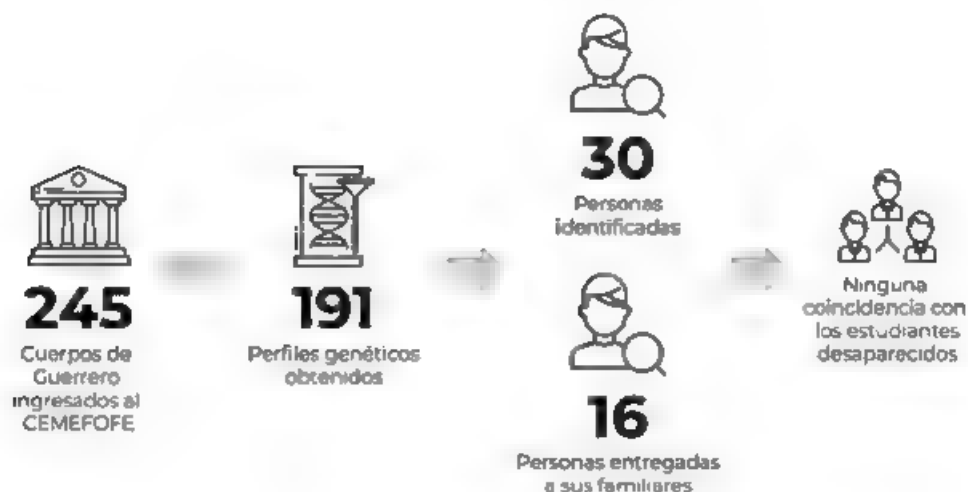 245
Cuerpos de
Guerrero
ingresados al
CEMEFOFE
191
Perfiles genéticos
obtenidos
30
Personas
identificadas
16
Personas entregadas
a sus familiares
Ninguna
coincidencia con
los estudiantes
desaparecidos